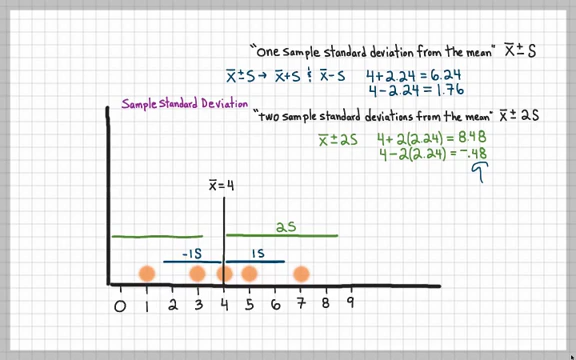 "one sample standard deviation from the mean" x̄ ± S
x̄ ± S → x̄ + S & x̄ - S 4 + 2.24 = 6.24
4 - 2.24 = 1.76
Sample Standard Deviation
"two sample standard deviations from the mean" x̄ ± 2S
x̄ ± 2S 4 + 2(2.24) = 8.48
4 - 2(2.24) = -.48
x̄ = 4
2S
-1S 1S
0 1 2 3 4 5 6 7 8 9